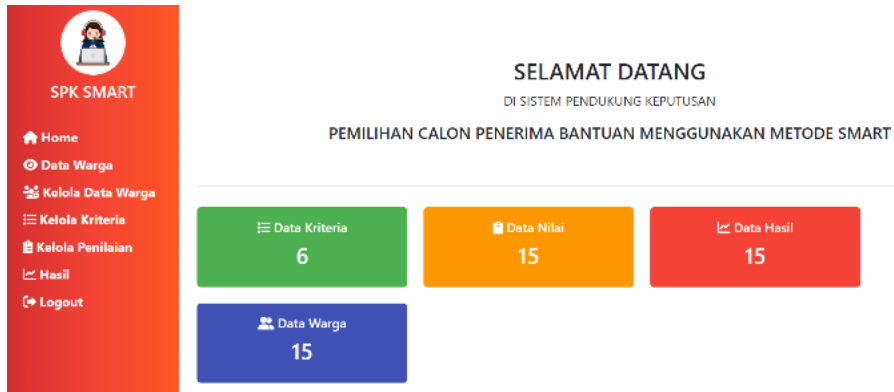 SPK SMART
Home
Data Warga
Kelola Data Warga
Kelola Kriteria
Kelola Penilaian
Hasil
Logout
SELAMAT DATANG
DI SISTEM PENDUKUNG KEPUTUSAN
PEMILIHAN CALON PENERIMA BANTUAN MENGGUNAKAN METODE SMART
Data Kriteria
6
Data Nilai
15
Data Hasil
15
Data Warga
15